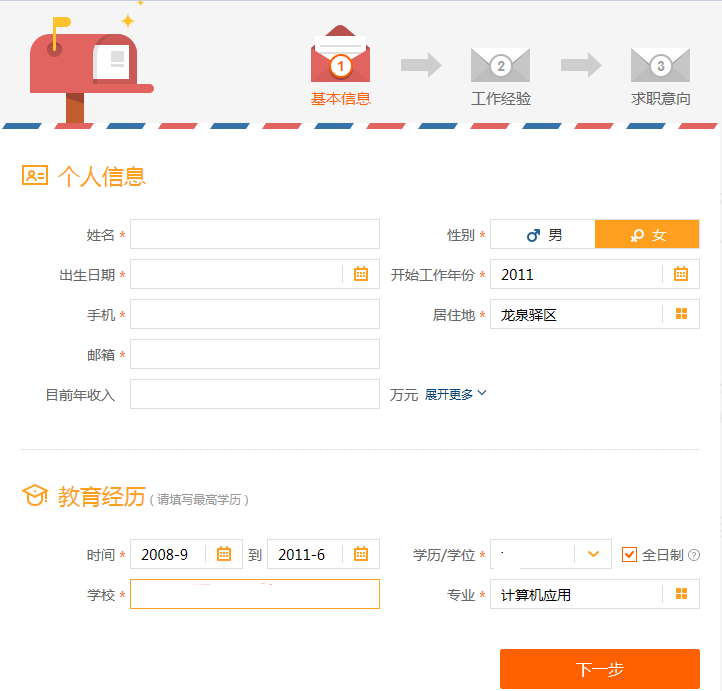 1 2 3
基本信息 工作经验 求职意向
个人信息
姓名 * 性别 * 男 女
出生日期 * 开始工作年份 * 2011
手机 * 居住地 * 龙泉驿区
邮箱 *
目前年收入 万元 展开更多
教育经历 ( 请填写最高学历 )
时间 * 2008-9 到 2011-6 学历/学位 * 全日制 ?
学校 * 专业 * 计算机应用
下一步